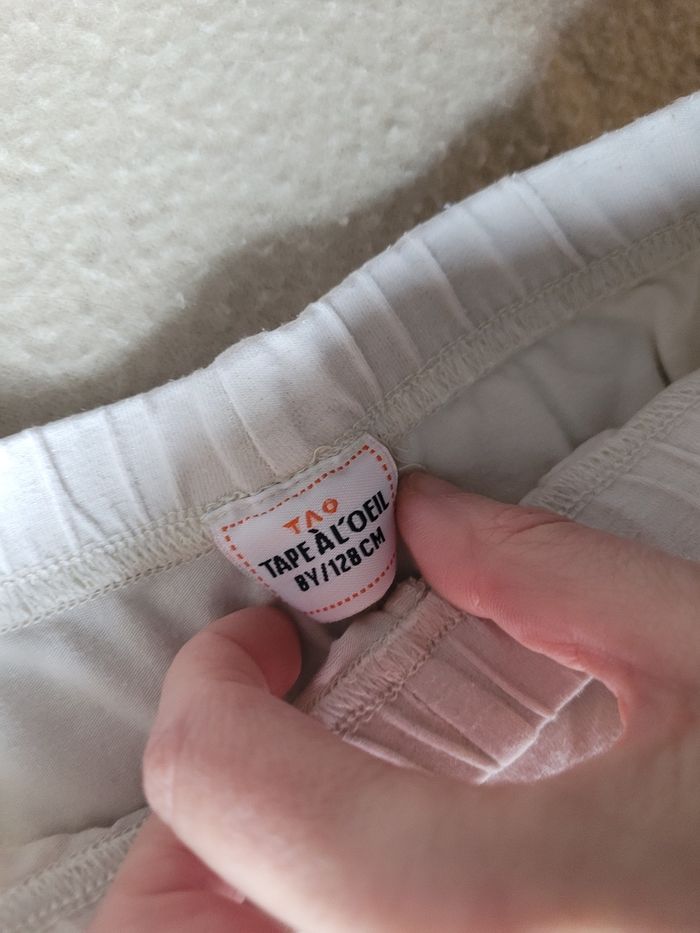 TAO
TAPE À L'OEIL
8Y/128CM